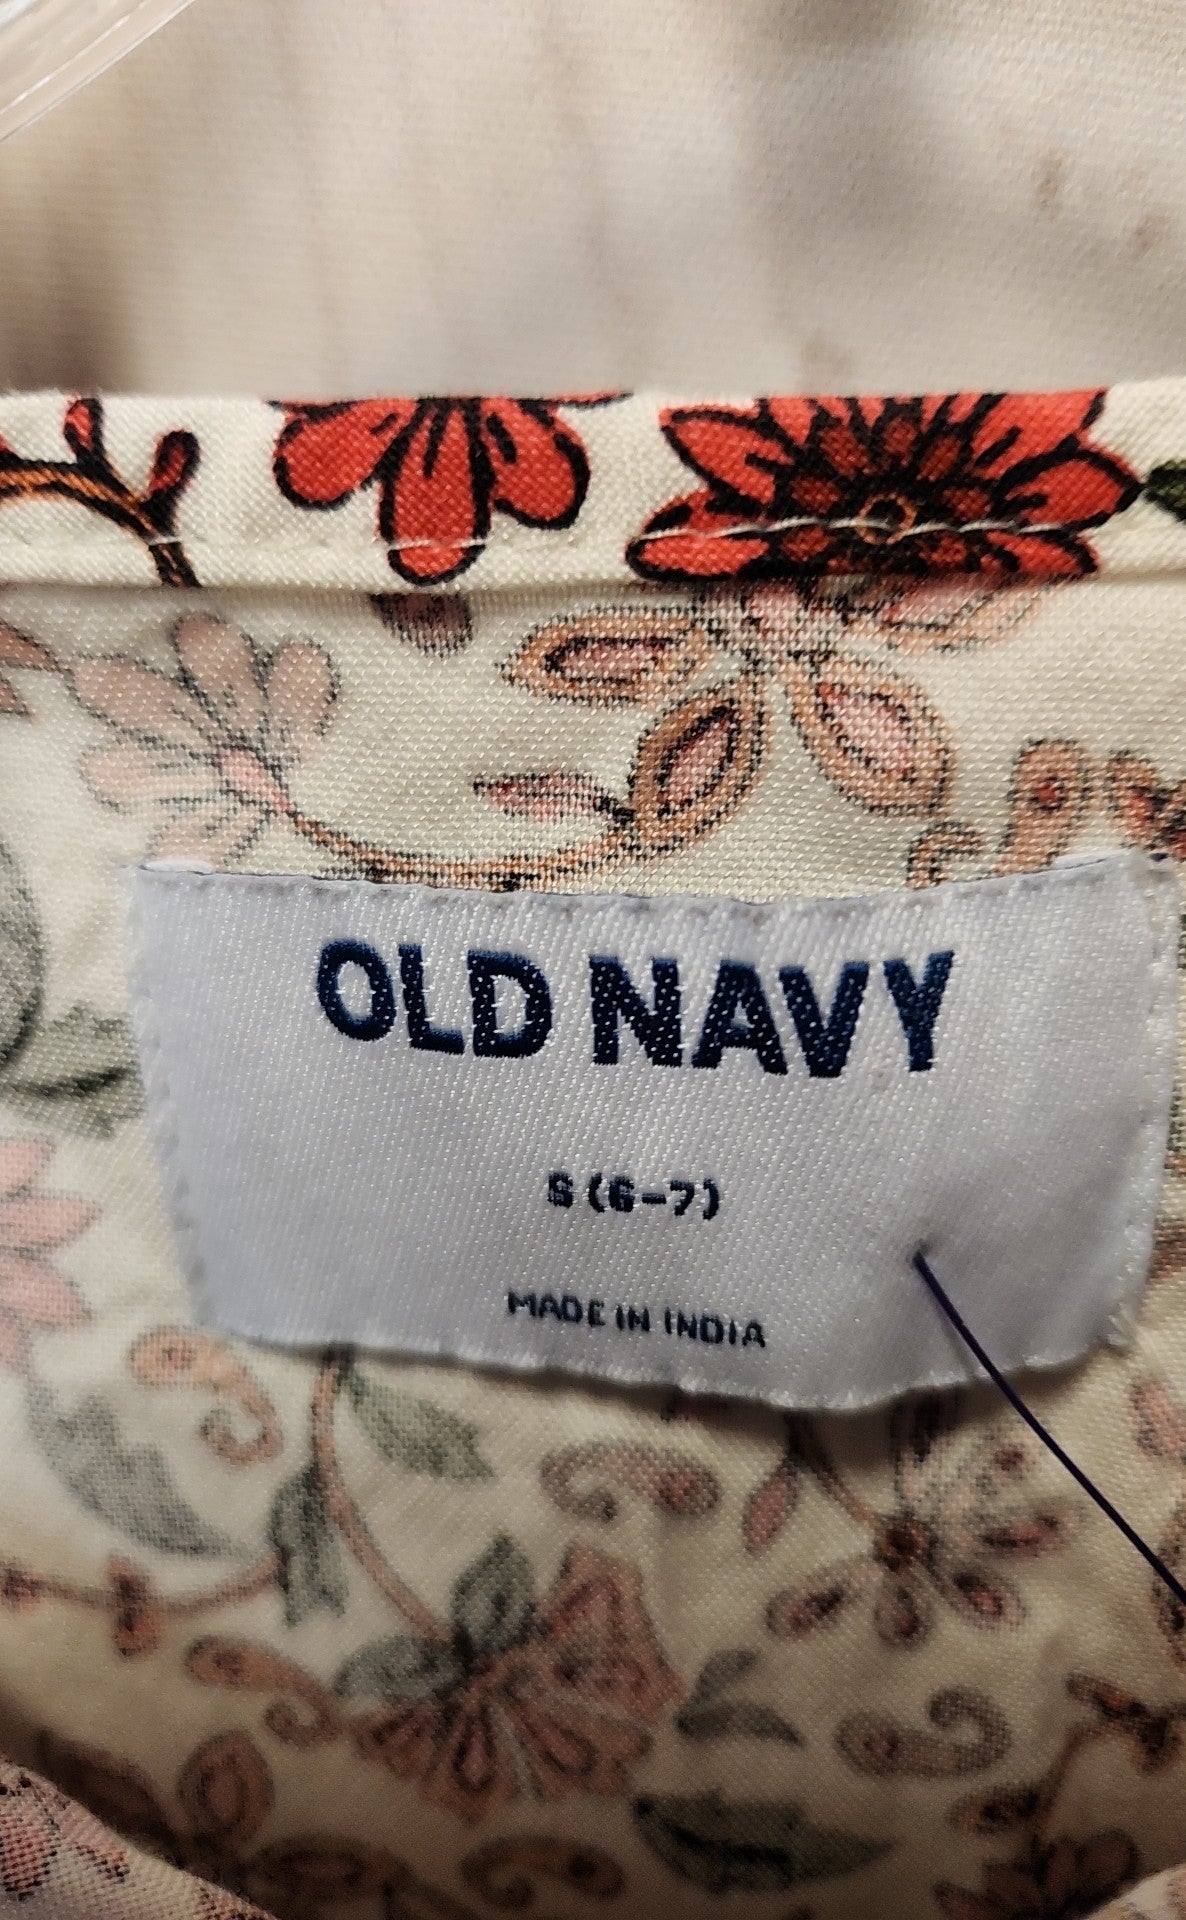 OLD NAVY
S (6-7)
MADE IN INDIA